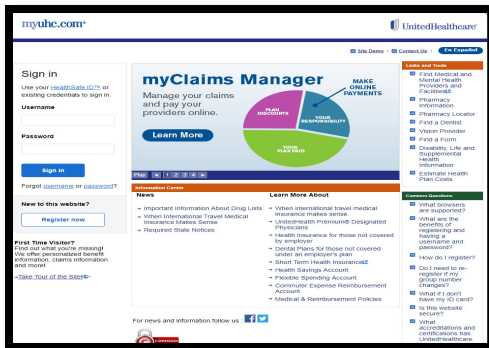 myuhc.com®
UnitedHealthcare
Site Demo | Contact Us | En Español
Sign in
Use your HealthSafe ID™ or
existing credentials to sign in.
Username
Password
Sign in
Forgot username or password?
New to this website?
Register now
First Time Visitor?
Find out what you're missing!
We offer personalized benefit
information, claims information
and more!
Take Tour of the Site
myClaims Manager
Manage your claims
and pay your
providers online.
Learn More
MAKE
ONLINE
PAYMENTS
PLAN
DISCOUNTS
YOUR
RESPONSIBILITY
YOUR
PLAN PAID
Play 1 2 3 4
Information Center
News
Important Information About Drug Lists
When International Travel Medical
Insurance Makes Sense
Required State Notices
Learn More About
When international travel medical
insurance makes sense
UnitedHealth Premium® Designated
Physicians
Health Insurance for those not covered
by employer
Dental Plans for those not covered
under an employer's plan
Short Term Health Insurance
Health Savings Account
Flexible Spending Account
Commuter Expense Reimbursement
Account
Medical & Reimbursement Policies
For news and information follow us :
COMODO
Links and Tools
Find Medical and
Mental Health
Providers and
Facilities
Pharmacy
Information
Pharmacy Locator
Find a Dentist
Vision Provider
Find a Form
Disability, Life and
Supplemental
Health
Information
Estimate Health
Plan Costs
Common Questions
What browsers
are supported?
What are the
benefits of
registering and
having a
username and
password?
How do I register?
Do I need to re-
register if my
group number
changes?
What if I don't
have my ID card?
Is this website
secure?
What
accreditations and
certifications has
UnitedHealthcare